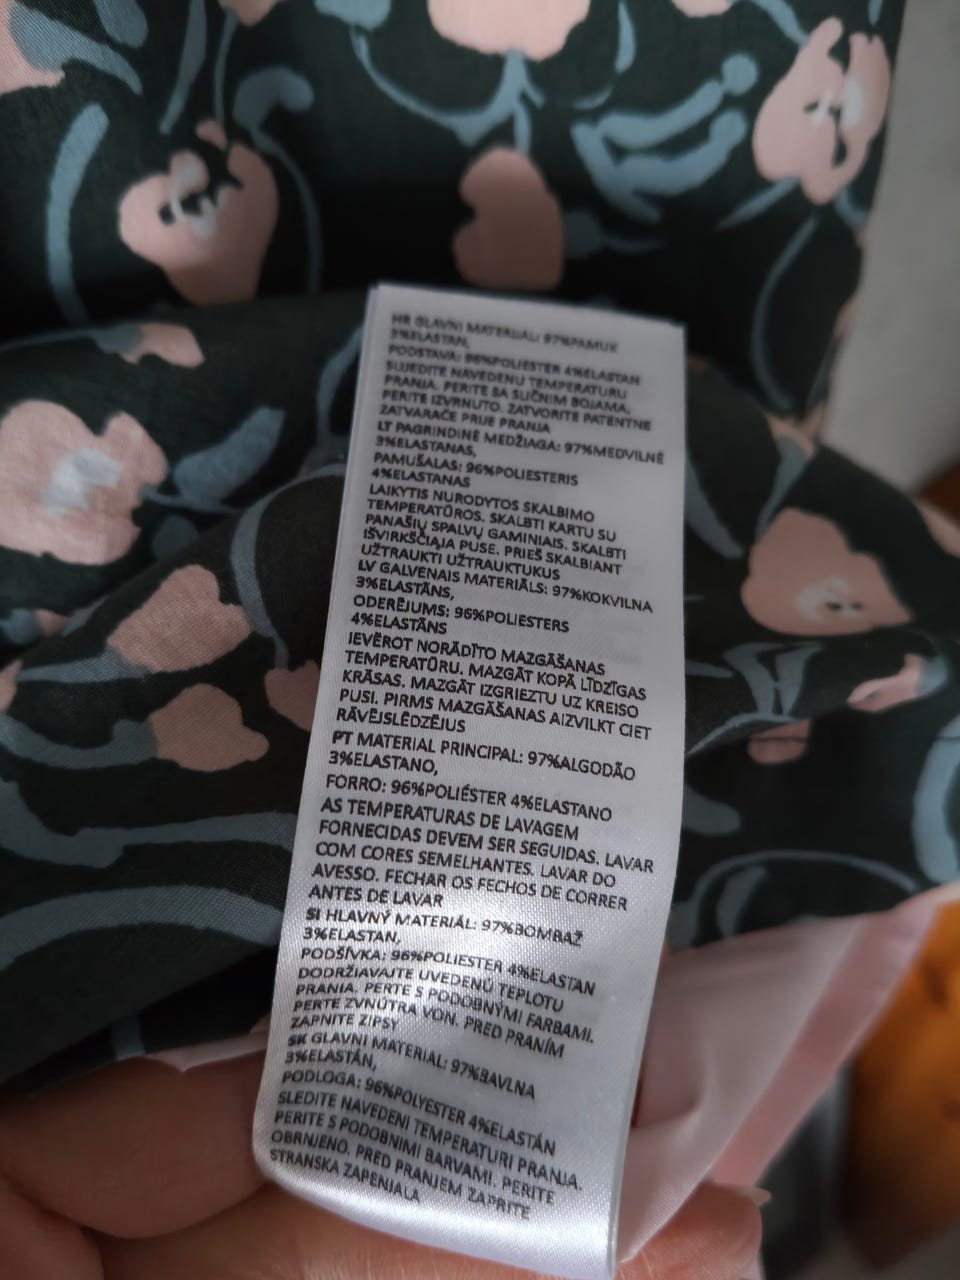 HR GLAVNI MATERIJAL: 97%PAMUK
3%ELASTAN,
PODSTAVA: 96%POLIESTER 4%ELASTAN
SLIJEDITE NAVEDENU TEMPERATURU
PRANJA. PERITE SA SLIČNIM BOJAMA.
PERITE IZVRNUTO. ZATVORITE PATENTNE
ZATVARAČE PRIJE PRANJA
LT PAGRINDINĖ MEDŽIAGA: 97%MEDVILNĖ
3%ELASTANAS,
PAMUŠALAS: 96%POLIESTERIS
4%ELASTANAS
LAIKYTIS NURODYTOS SKALBIMO
TEMPERATŪROS. SKALBTI KARTU SU
PANAŠIŲ SPALVŲ GAMINIAIS. SKALBTI
IŠVIRKŠČIĄJA PUSE. PRIEŠ SKALBIANT
UŽTRAUKTI UŽTRAUKTUKUS
LV GALVENAIS MATERIĀLS: 97%KOKVILNA
3%ELASTĀNS,
ODERĒJUMS: 96%POLIESTERS
4%ELASTĀNS
IEVĒROT NORĀDĪTO MAZGĀŠANAS
TEMPERATŪRU. MAZGĀT KOPĀ LĪDZĪGAS
KRĀSAS. MAZGĀT IZGRIEZTU UZ KREISO
PUSI. PIRMS MAZGĀŠANAS AIZVILKT CIET
RĀVĒJSLĒDZĒJUS
PT MATERIAL PRINCIPAL: 97%ALGODÃO
3%ELASTANO,
FORRO: 96%POLIÉSTER 4%ELASTANO
AS TEMPERATURAS DE LAVAGEM
FORNECIDAS DEVEM SER SEGUIDAS. LAVAR
COM CORES SEMELHANTES. LAVAR DO
AVESSO. FECHAR OS FECHOS DE CORRER
ANTES DE LAVAR
SI HLAVNÝ MATERIÁL: 97%BOMBAŽ
3%ELASTAN,
PODŠÍVKA: 96%POLIESTER 4%ELASTAN
DODRŽIAVAJTE UVEDENÚ TEPLOTU
PRANIA. PERTE S PODOBNÝMI FARBAMI.
PERTE ZVNÚTRA VON. PRED PRANÍM
ZAPNITE ZIPSY
SK GLAVNI MATERIAL: 97%BAVLNA
3%ELASTÁN,
PODLOGA: 96%POLYESTER 4%ELASTÁN
SLEDITE NAVEDENI TEMPERATURI PRANJA.
PERITE S PODOBNIMI BARVAMI. PERITE
OBRNJENO. PRED PRANJEM ZAPRITE
STRANSKA ZAPENJALA